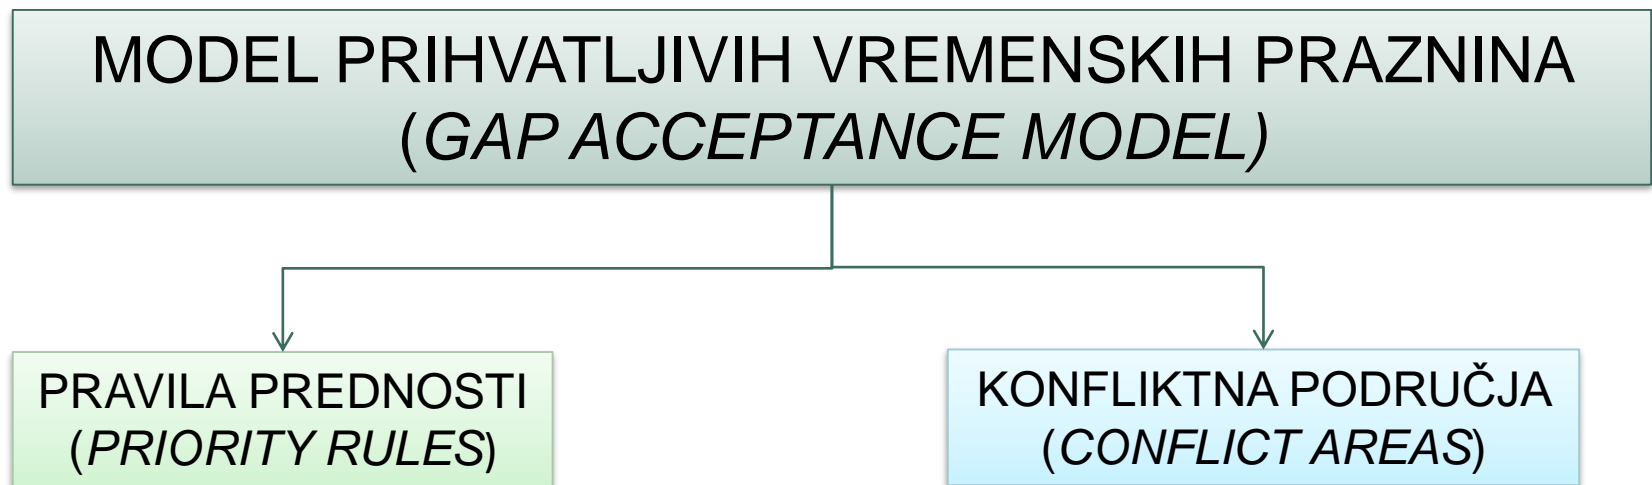 MODEL PRIHVATLJIVIH VREMENSKIH PRAZNINA
(GAP ACCEPTANCE MODEL)
PRAVILA PREDNOSTI
(PRIORITY RULES)
KONFLIKTNA PODRUČJA
(CONFLICT AREAS)